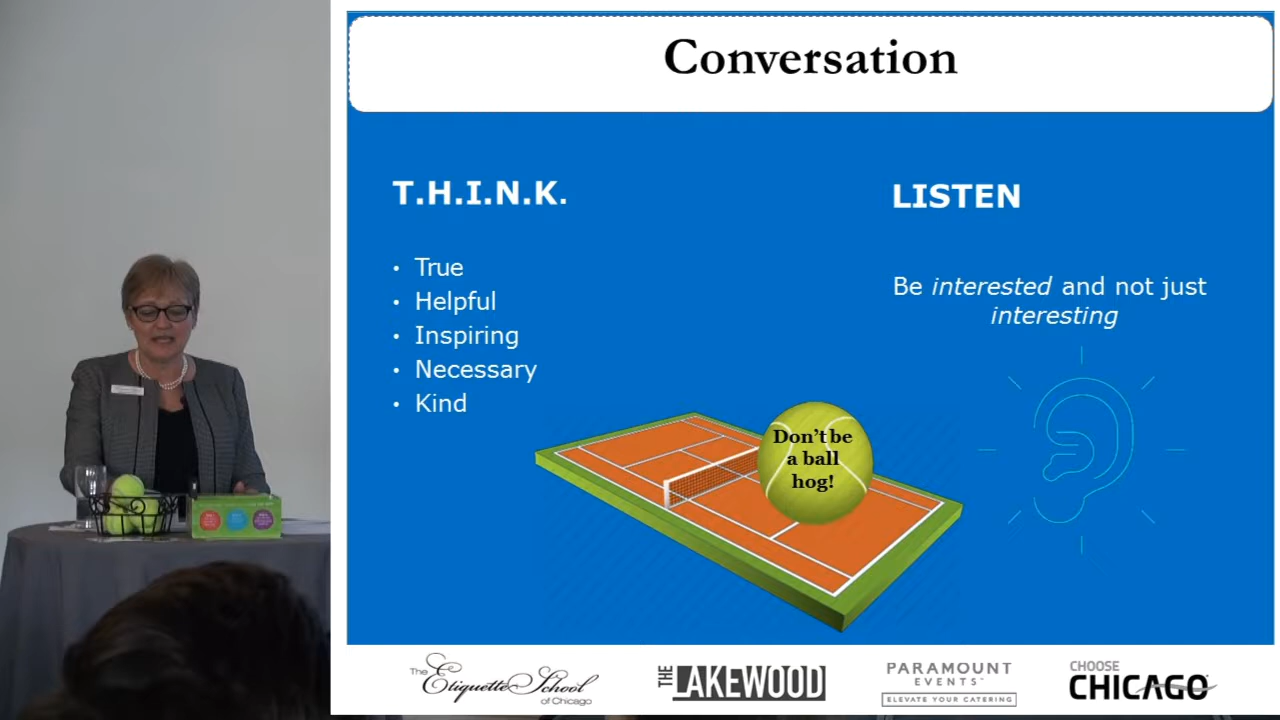 Conversation
T.H.I.N.K.
• True
• Helpful
• Inspiring
• Necessary
• Kind
LISTEN
Be interested and not just
interesting
Don't be
a ball
hog!
The
Etiquette School
of Chicago
THE LAKEWOOD
PARAMOUNT
EVENTS
ELEVATE YOUR CATERING
CHOOSE
CHICAGO